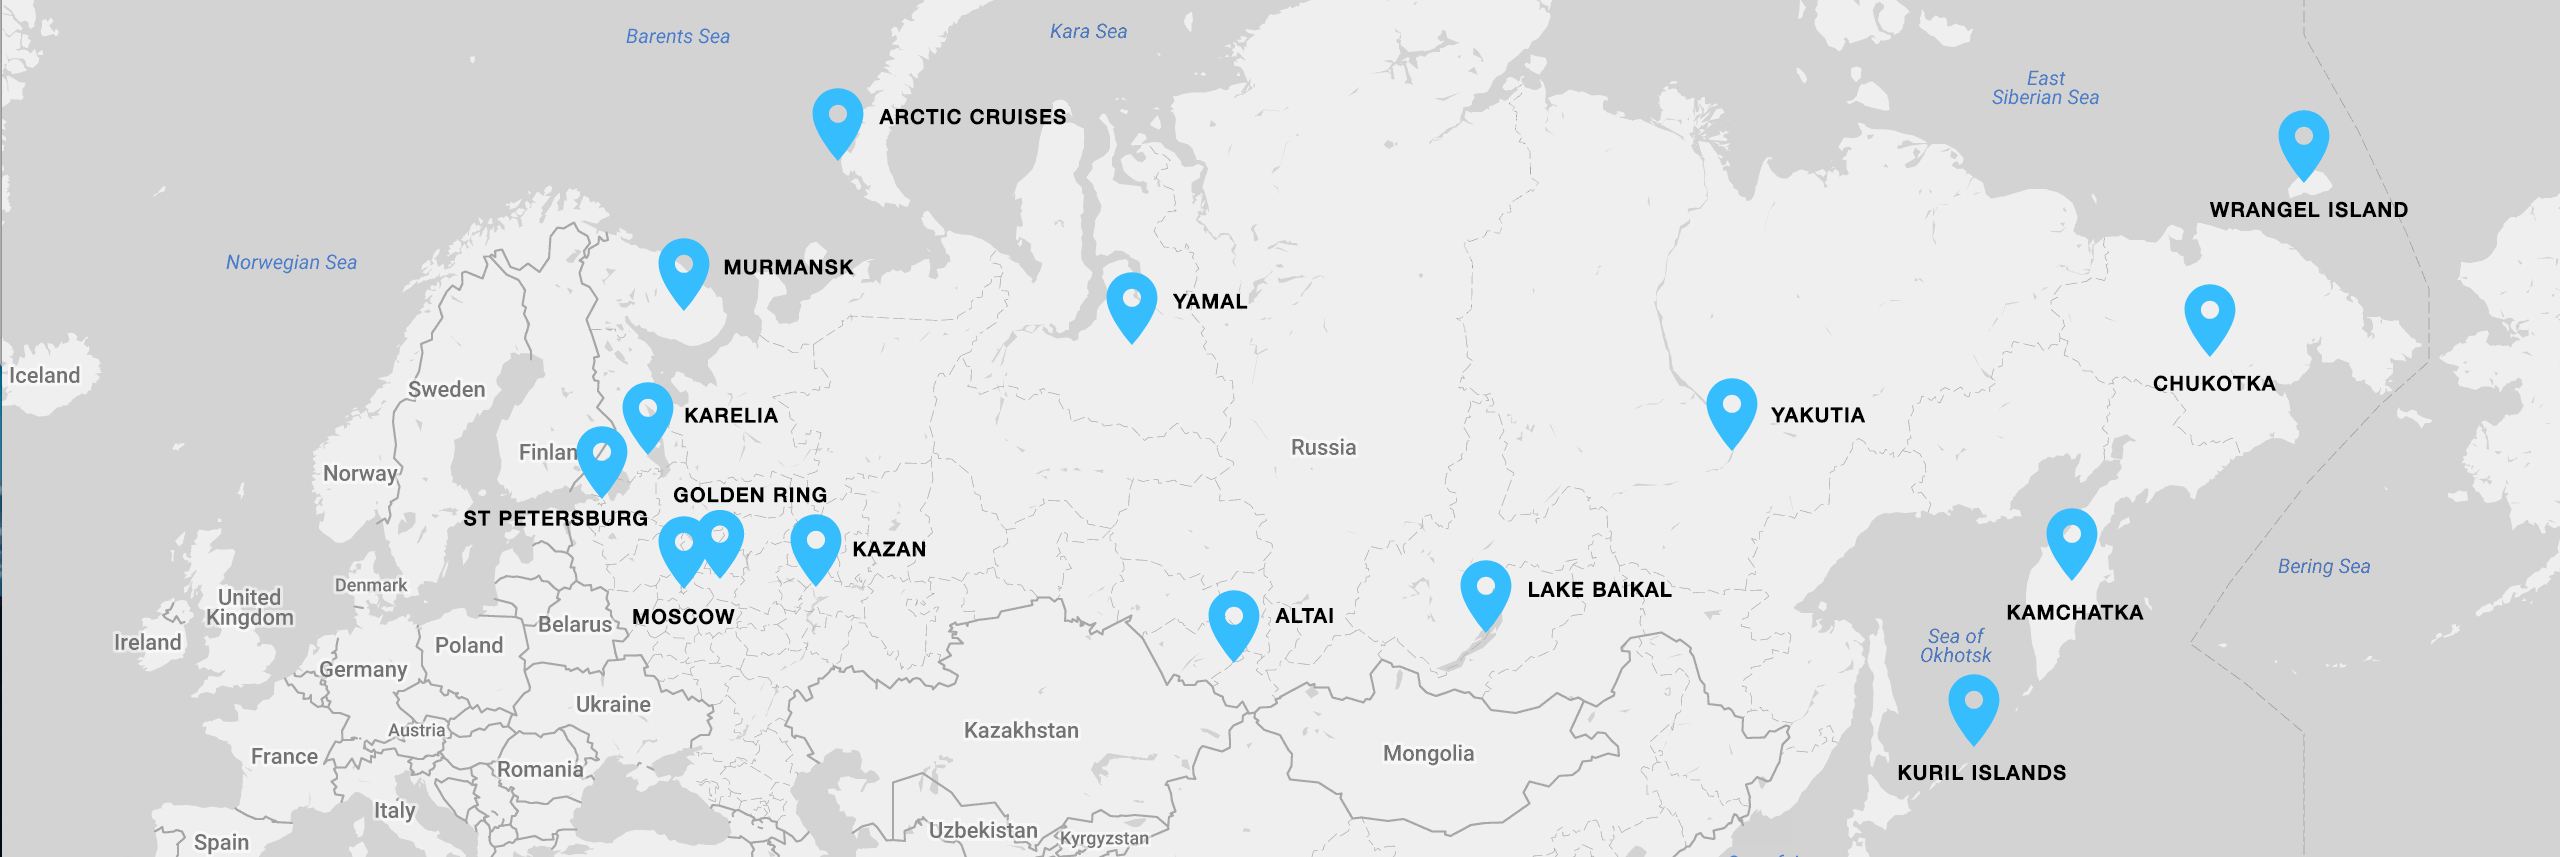 Barents Sea
Kara Sea
East
Siberian Sea
ARCTIC CRUISES
WRANGEL ISLAND
Norwegian Sea
MURMANSK
YAMAL
Iceland
Sweden
CHUKOTKA
KARELIA
YAKUTIA
Finlan
Russia
Norway
GOLDEN RING
ST PETERSBURG
KAZAN
Bering Sea
Denmark
LAKE BAIKAL
United
Kingdom
MOSCOW
ALTAI
KAMCHATKA
Belarus
Ireland
Poland
Sea of
Okhotsk
Germany
Ukraine
Austria
Kazakhstan
France
Mongolia
Romania
KURIL ISLANDS
Italy
Uzbekistan
Kyrgyzstan
Spain